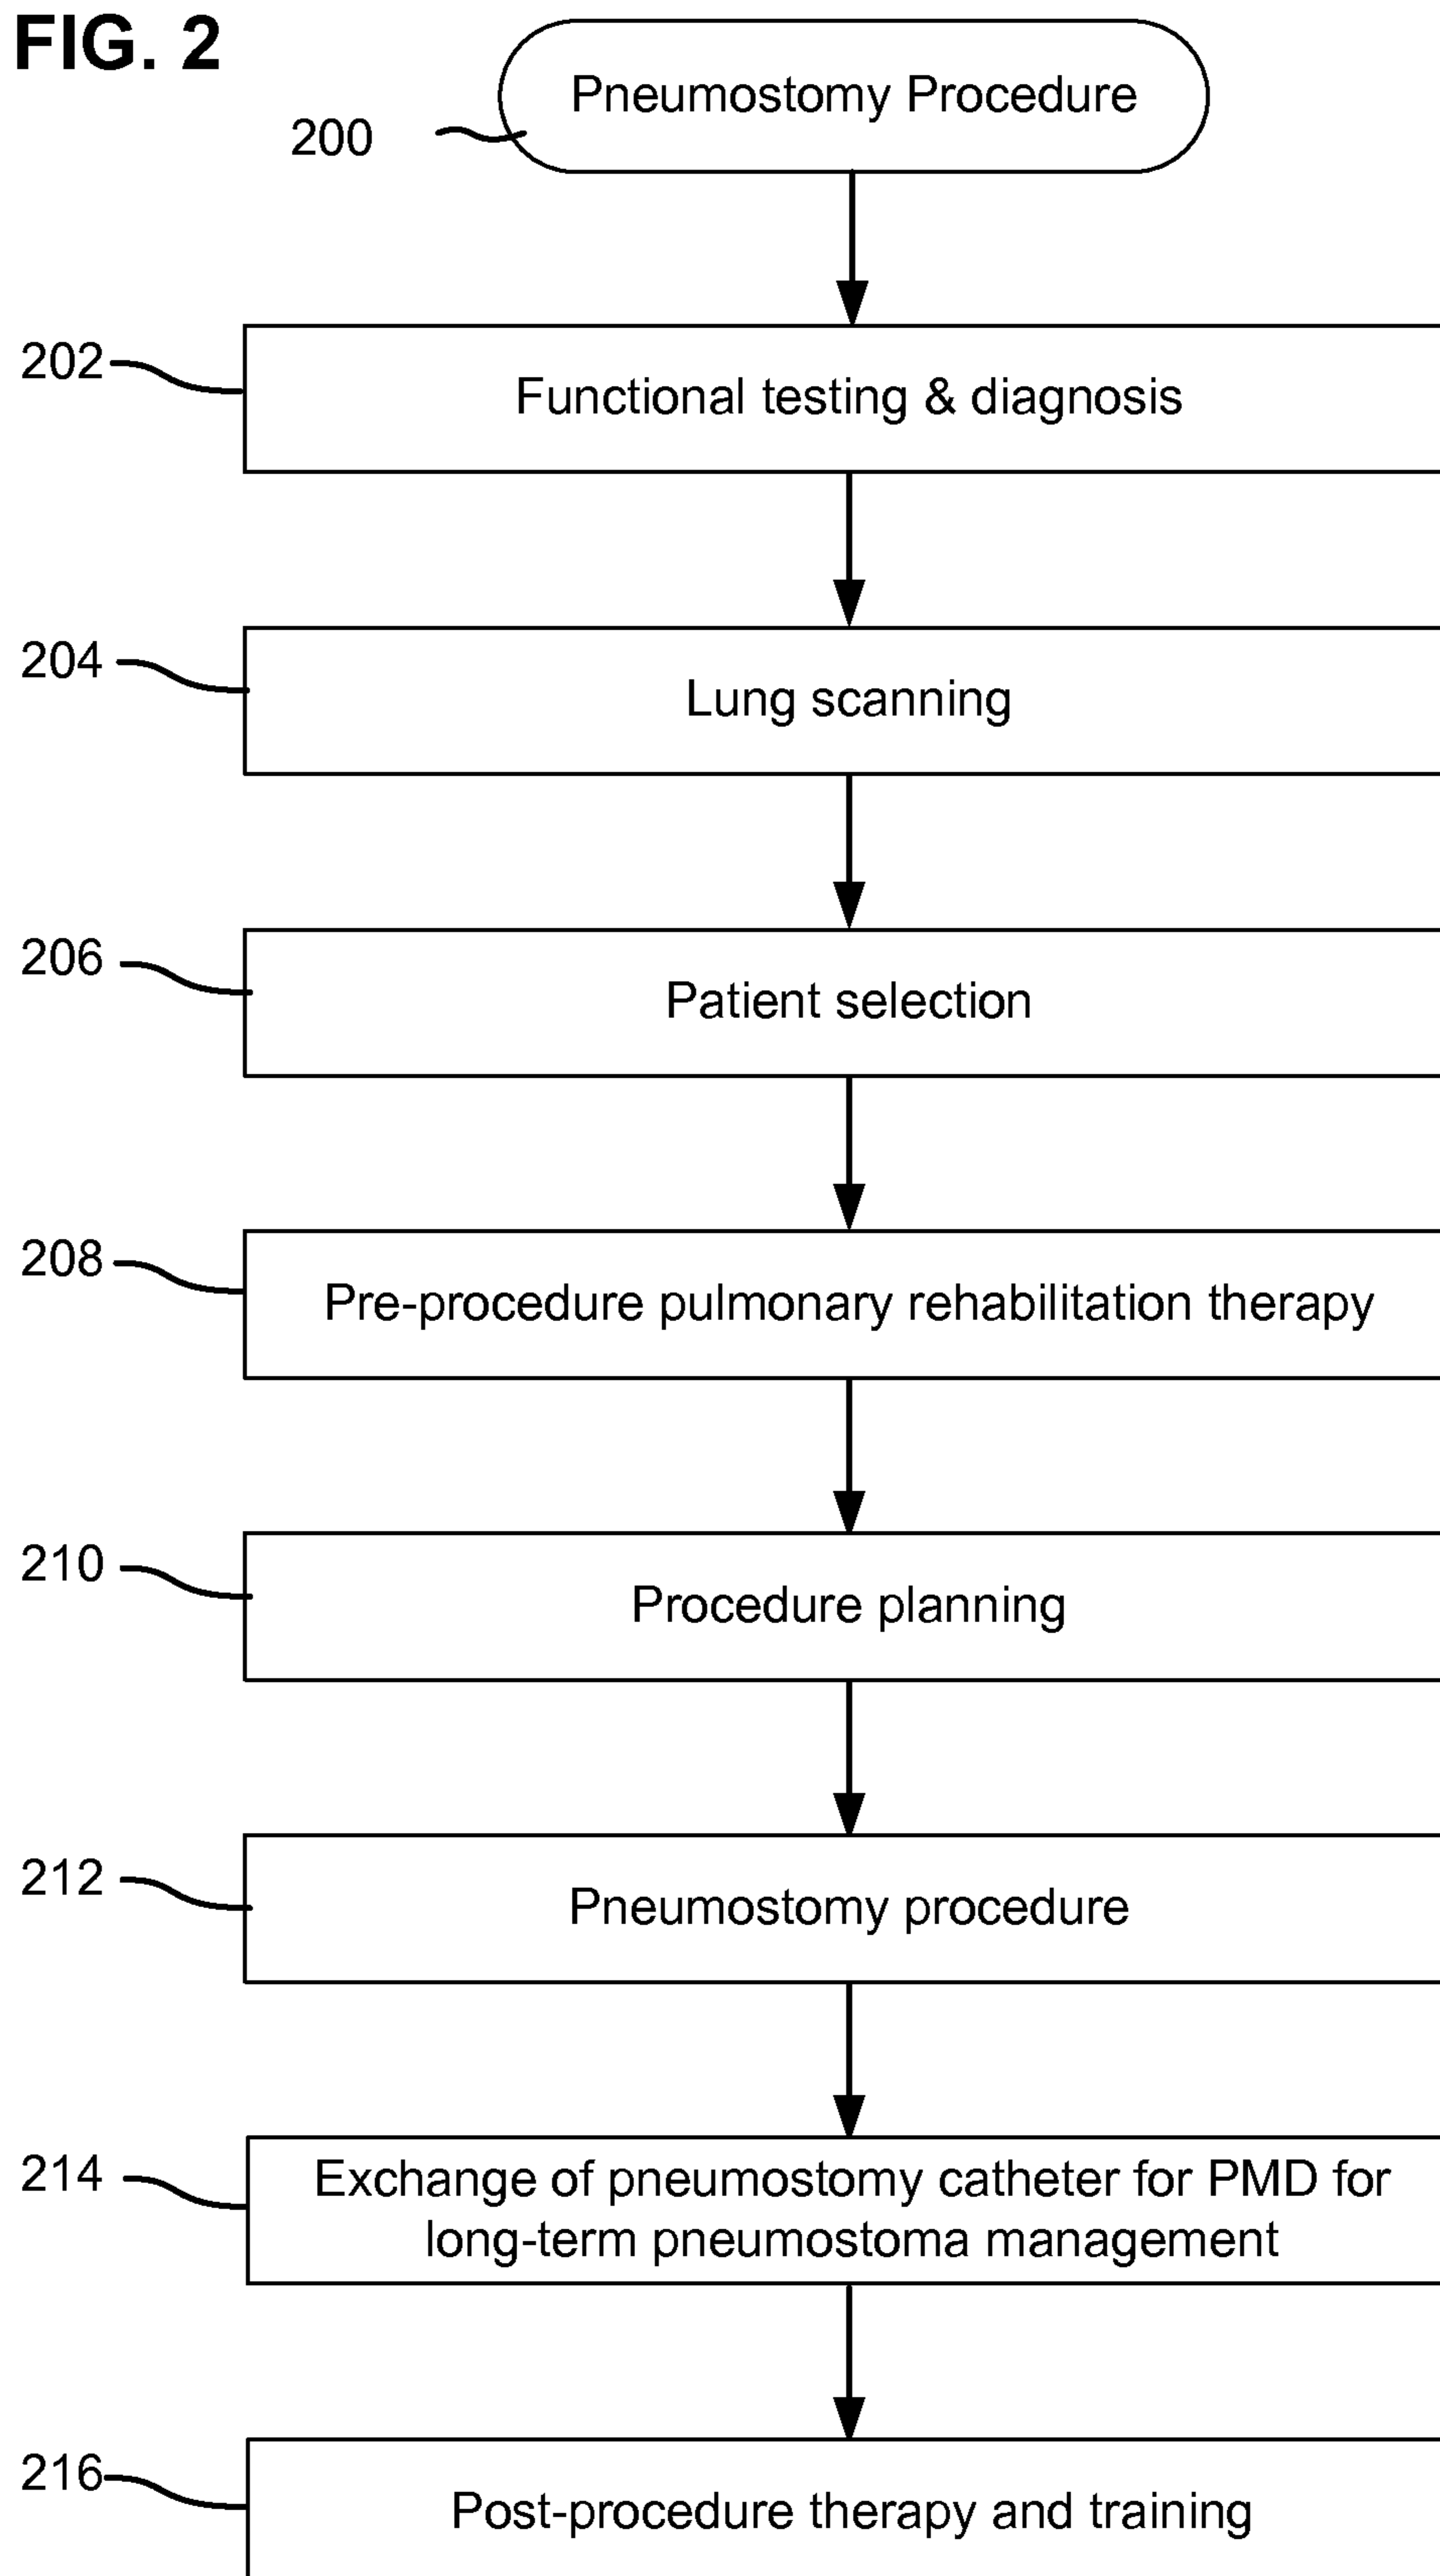 FIG. 2
Pneumostomy Procedure
200
202
Functional testing & diagnosis
204
Lung scanning
206
Patient selection
208
Pre-procedure pulmonary rehabilitation therapy
210
Procedure planning
212
Pneumostomy procedure
214
Exchange of pneumostomy catheter for PMD for
long-term pneumostoma management
216
Post-procedure therapy and training